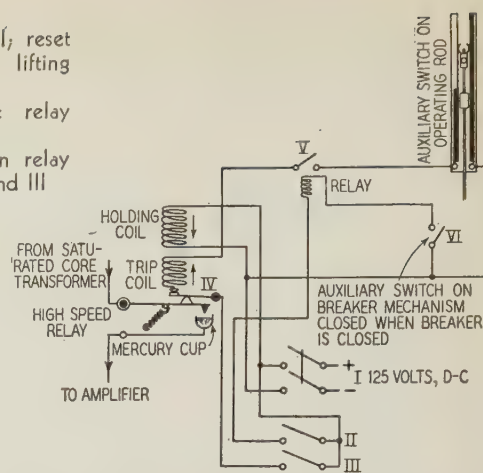 l; reset
lifting
relay
n relay
nd III
AUXILIARY SWITCH ON
OPERATING ROD
V
RELAY
HOLDING
COIL
FROM SATU-
RATED CORE
TRANSFORMER
TRIP
COIL
IV
VI
HIGH SPEED
RELAY
MERCURY CUP
TO AMPLIFIER
AUXILIARY SWITCH ON
BREAKER MECHANISM
CLOSED WHEN BREAKER
IS CLOSED
+
I 125 VOLTS, D-C
−
II
III